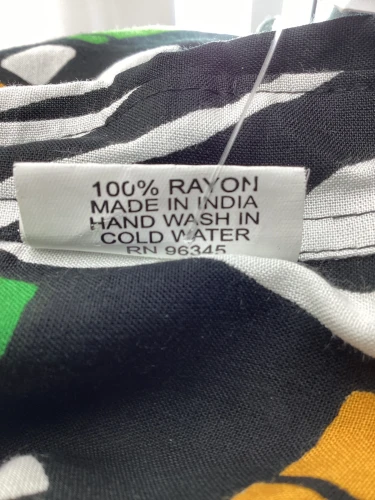 100% RAYON
MADE IN INDIA
HAND WASH IN
COLD WATER
RN 96345